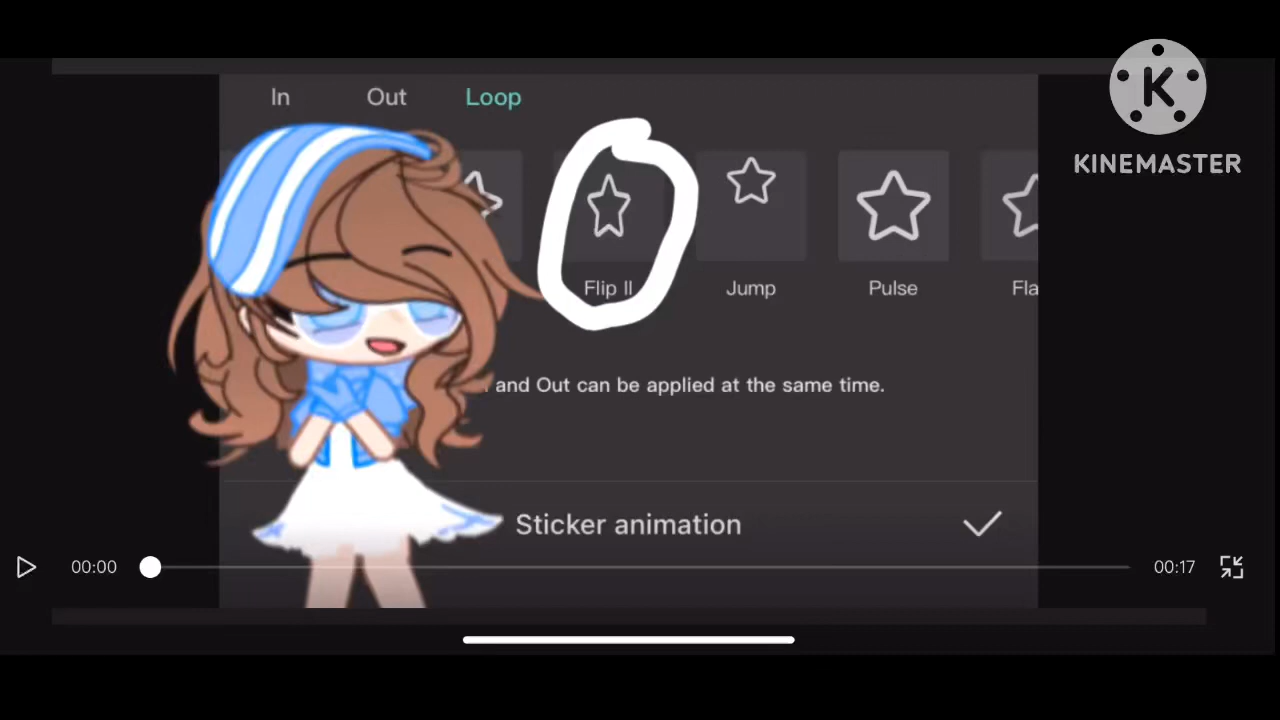 In Out Loop
K
KINEMASTER
Flip II Jump Pulse Fla
and Out can be applied at the same time.
Sticker animation
00:00 00:17